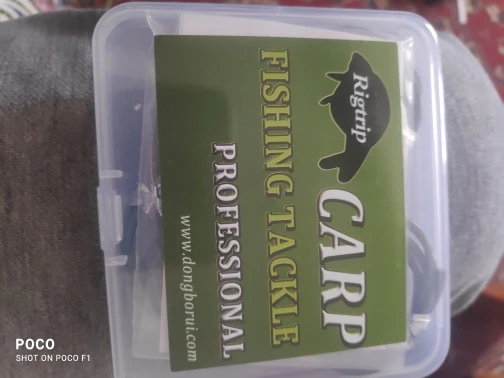 Rigtrip
CARP
FISHING TACKLE
PROFESSIONAL
www.dongborui.com
POCO
SHOT ON POCO F1